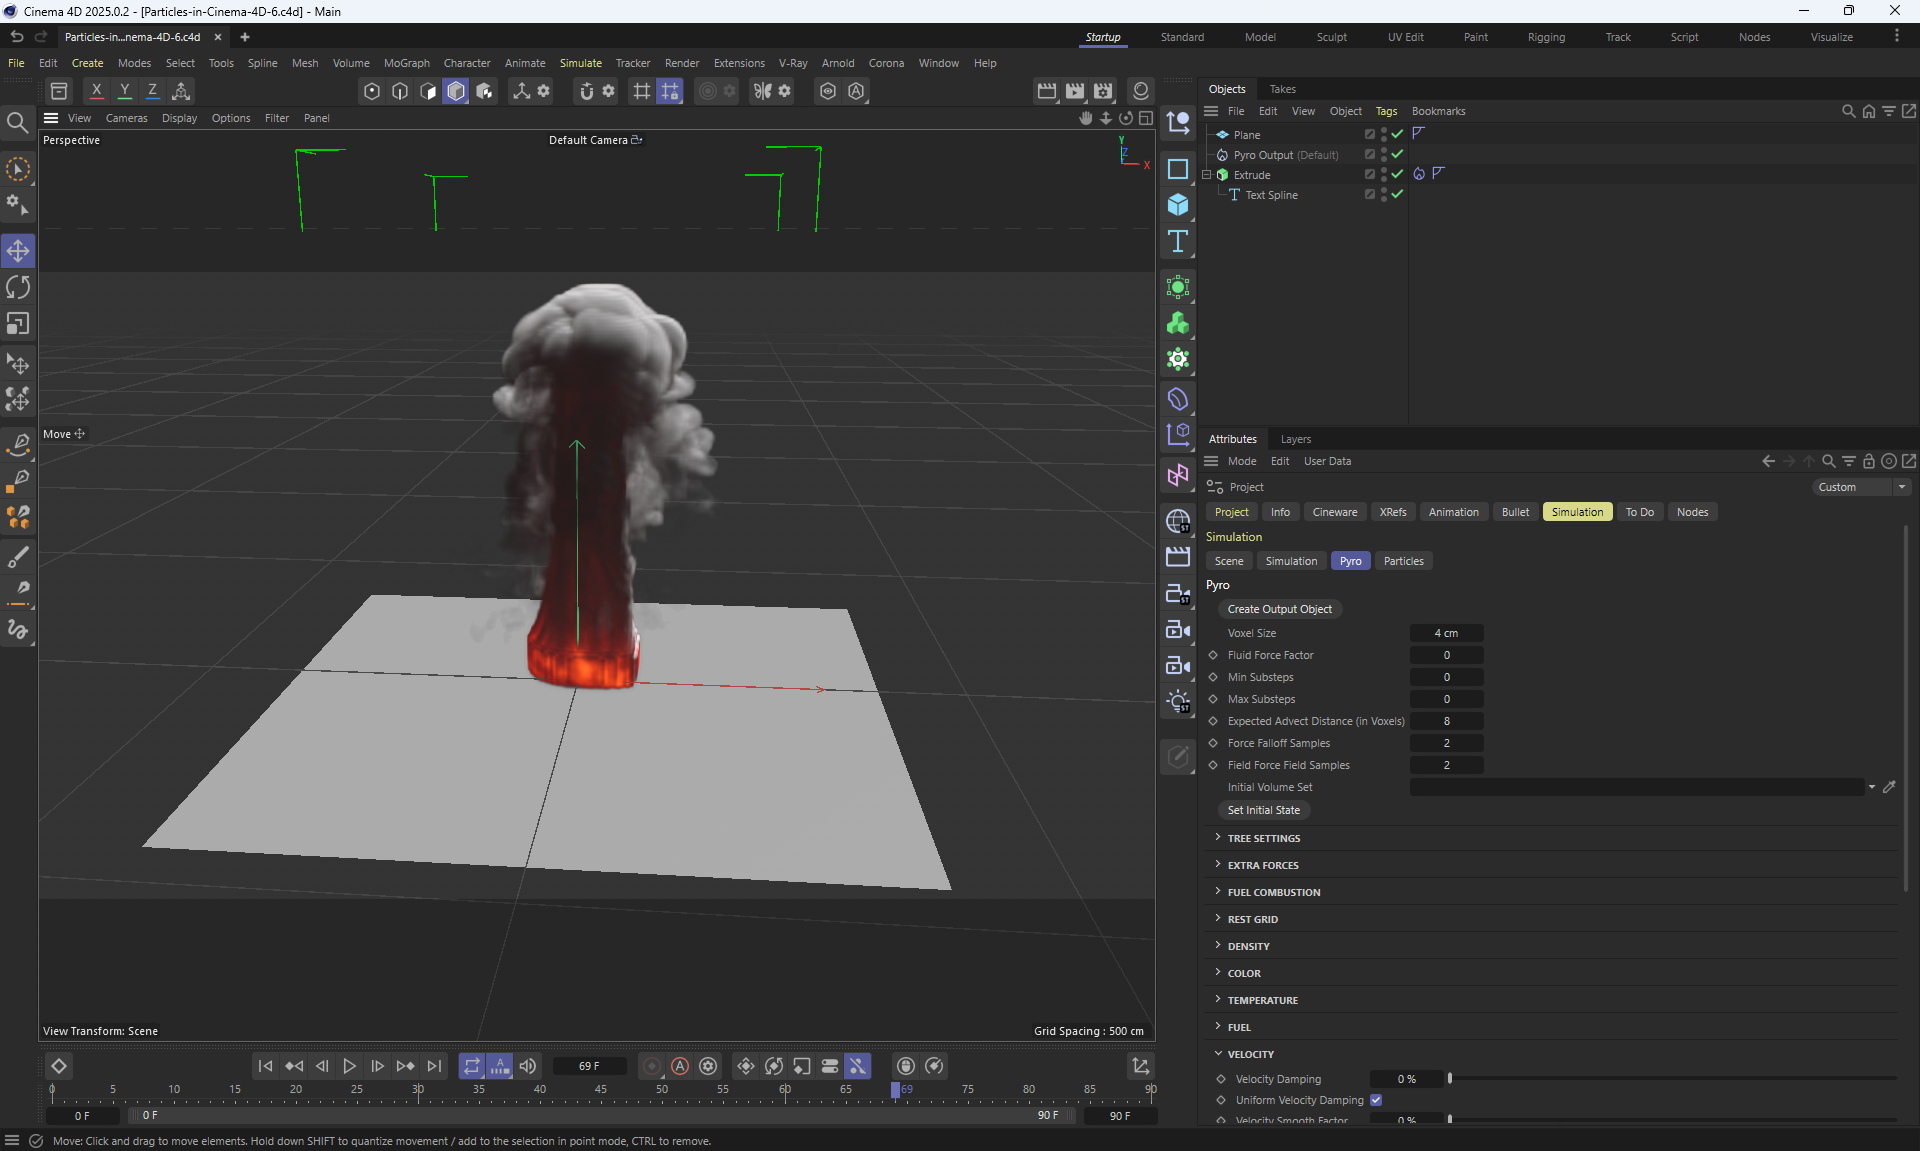 Cinema 4D 2025.0.2 - [Particles-in-Cinema-4D-6.c4d] - Main
Particles-in...nema-4D-6.c4d
Startup Standard Model Sculpt UV Edit Paint Rigging Track Script Nodes Visualize
File Edit Create Modes Select Tools Spline Mesh Volume MoGraph Character Animate Simulate Tracker Render Extensions V-Ray Arnold Corona Window Help
X Y Z
Objects Takes
View Cameras Display Options Filter Panel
File Edit View Object Tags Bookmarks
Perspective
Default Camera
Y
Z
X
Plane
Pyro Output (Default)
Extrude
Text Spline
Move
Attributes Layers
Mode Edit User Data
Project
Custom
Project Info Cineware XRefs Animation Bullet Simulation To Do Nodes
Simulation
Scene Simulation Pyro Particles
Pyro
Create Output Object
Voxel Size 4 cm
Fluid Force Factor 0
Min Substeps 0
Max Substeps 0
Expected Advect Distance (in Voxels) 8
Force Falloff Samples 2
Field Force Field Samples 2
Initial Volume Set
Set Initial State
TREE SETTINGS
EXTRA FORCES
FUEL COMBUSTION
REST GRID
DENSITY
COLOR
TEMPERATURE
FUEL
VELOCITY
Velocity Damping 0 %
Uniform Velocity Damping
Velocity Smooth Factor 0 %
ST
ST
ST
View Transform: Scene
Grid Spacing : 500 cm
A
69 F
A
0 5 10 15 20 25 30 35 40 45 50 55 60 65 69 75 80 85 90
0 F 0 F 90 F 90 F
Move: Click and drag to move elements. Hold down SHIFT to quantize movement / add to the selection in point mode, CTRL to remove.